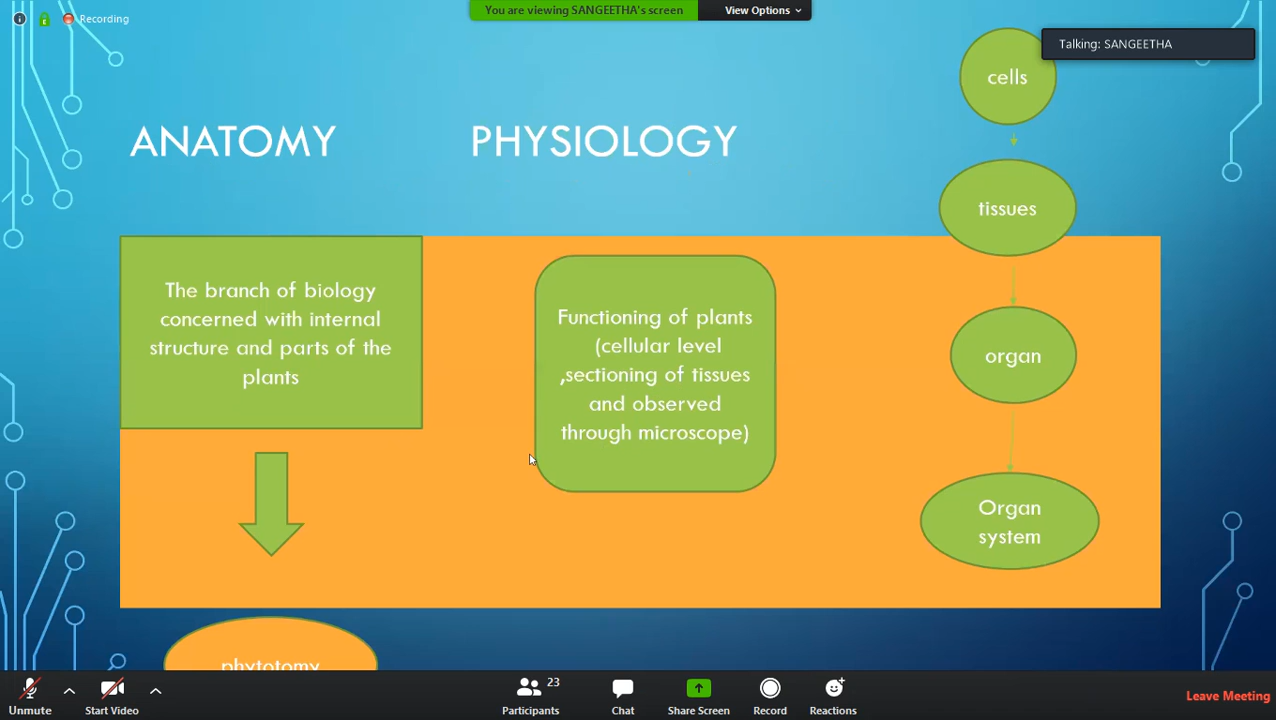 Recording
You are viewing SANGEETHA's screen
View Options
Talking: SANGEETHA
cells
ANATOMY
PHYSIOLOGY
tissues
The branch of biology
concerned with internal
structure and parts of the
plants
Functioning of plants
(cellular level
,sectioning of tissues
and observed
through microscope)
organ
Organ
system
phytotomy
Unmute
Start Video
23
Participants
Chat
Share Screen
Record
Reactions
Leave Meeting